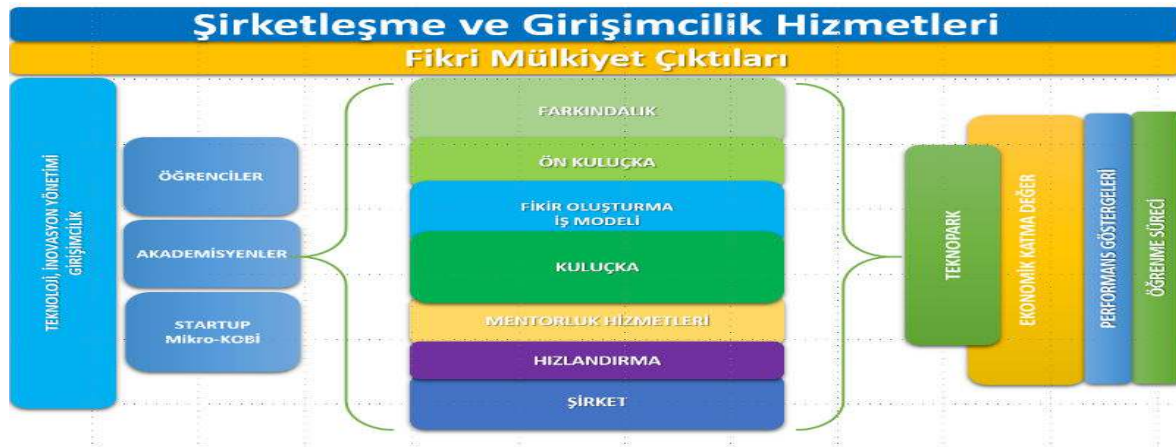 Şirketleşme ve Girişimcilik Hizmetleri
Fikri Mülkiyet Çıktıları
TEKNOLOJİ, İNOVASYON YÖNETİMİ
GİRİŞİMCİLİK
ÖĞRENCİLER
AKADEMİSYENLER
STARTUP
Mikro-KOBİ
FARKINDALIK
ÖN KULUÇKA
FİKİR OLUŞTURMA
İŞ MODELİ
KULUÇKA
MENTORLUK HİZMETLERİ
HIZLANDIRMA
ŞİRKET
TEKNOPARK
EKONOMİK KATMA DEĞER
PERFORMANS GÖSTERGELERİ
ÖĞRENME SÜRECİ